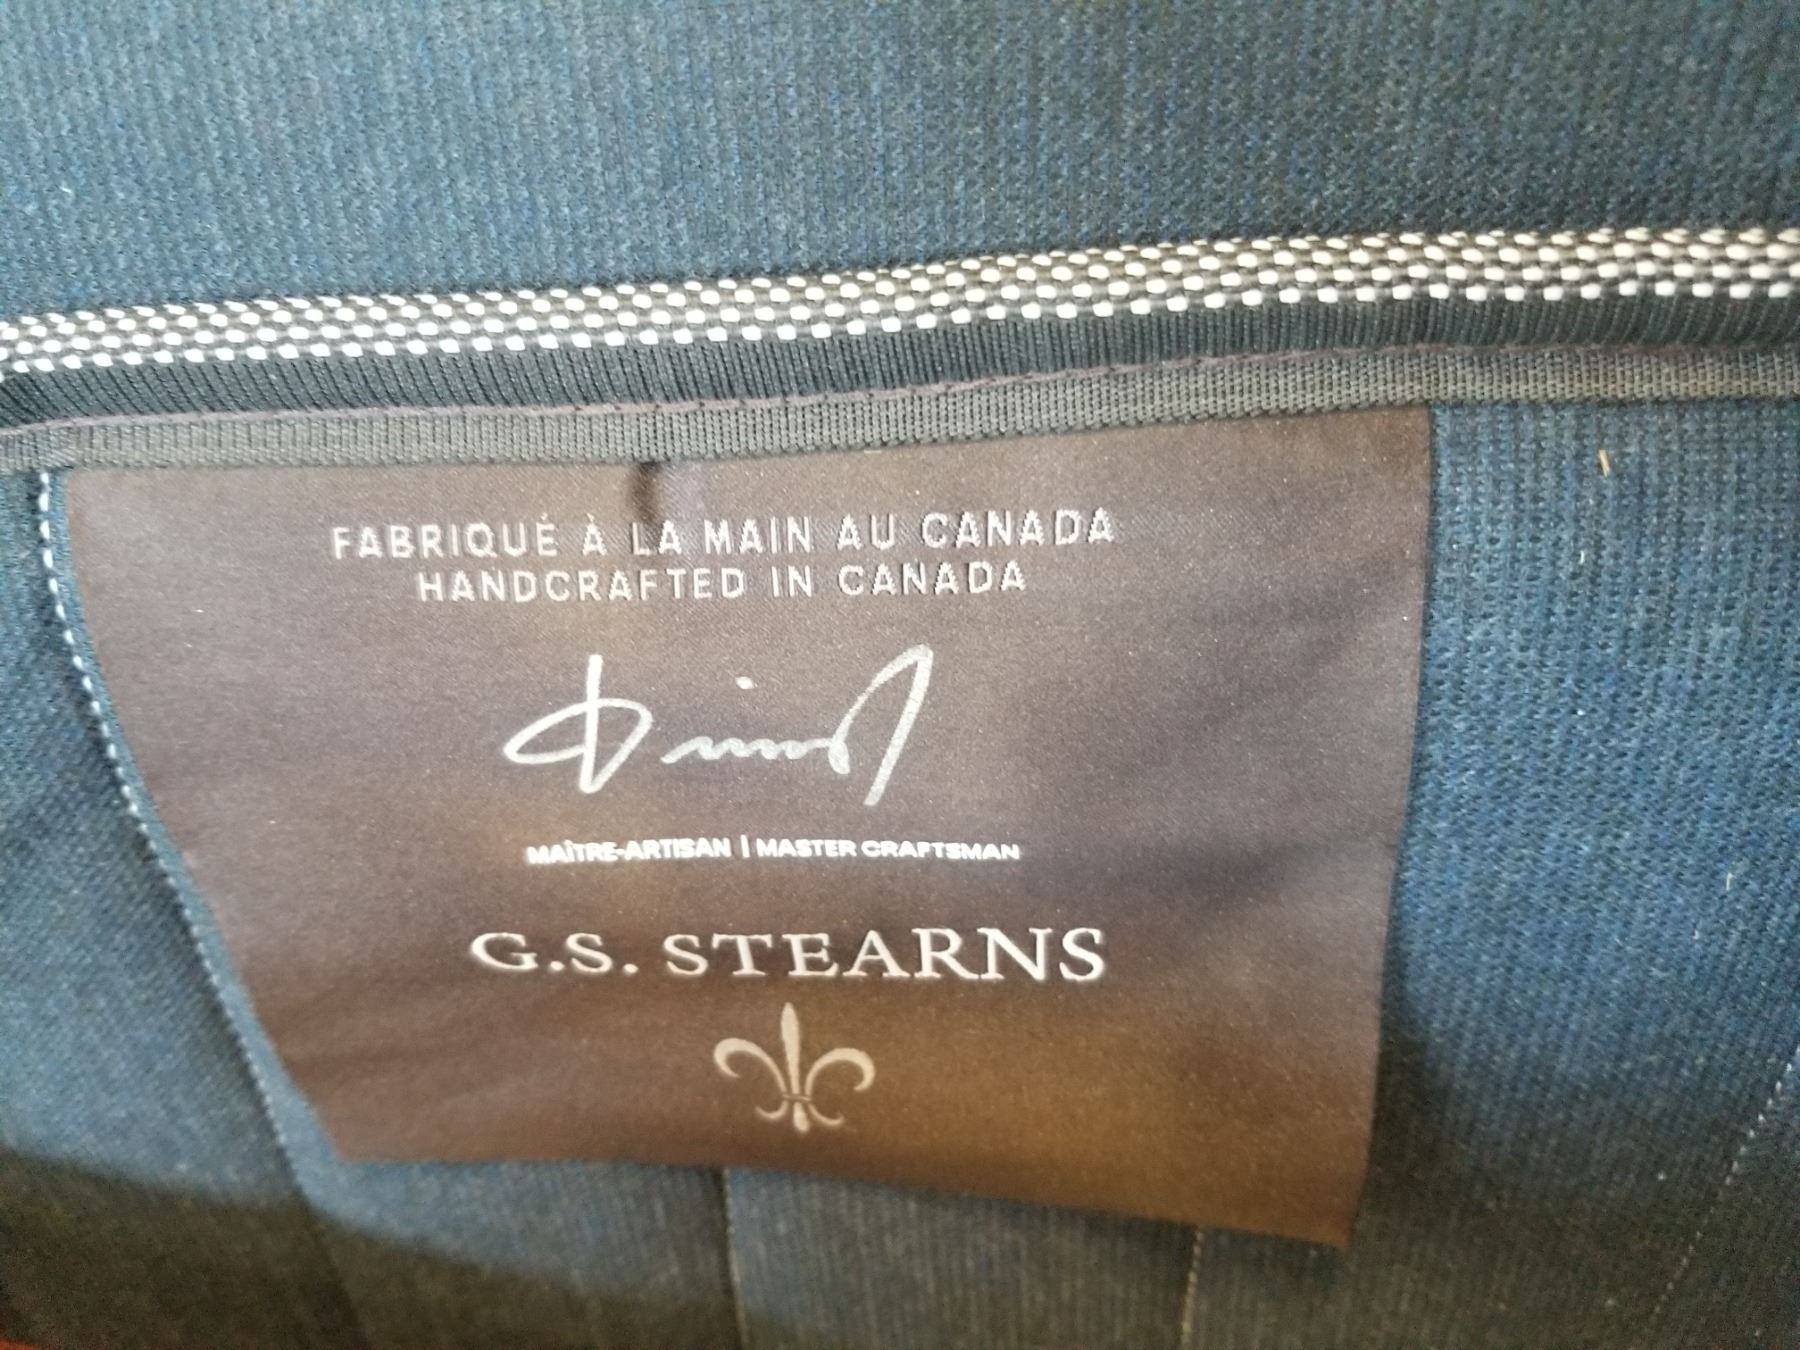 FABRIQUÉ À LA MAIN AU CANADA
HANDCRAFTED IN CANADA
MAÎTRE-ARTISAN | MASTER CRAFTSMAN
G.S. STEARNS